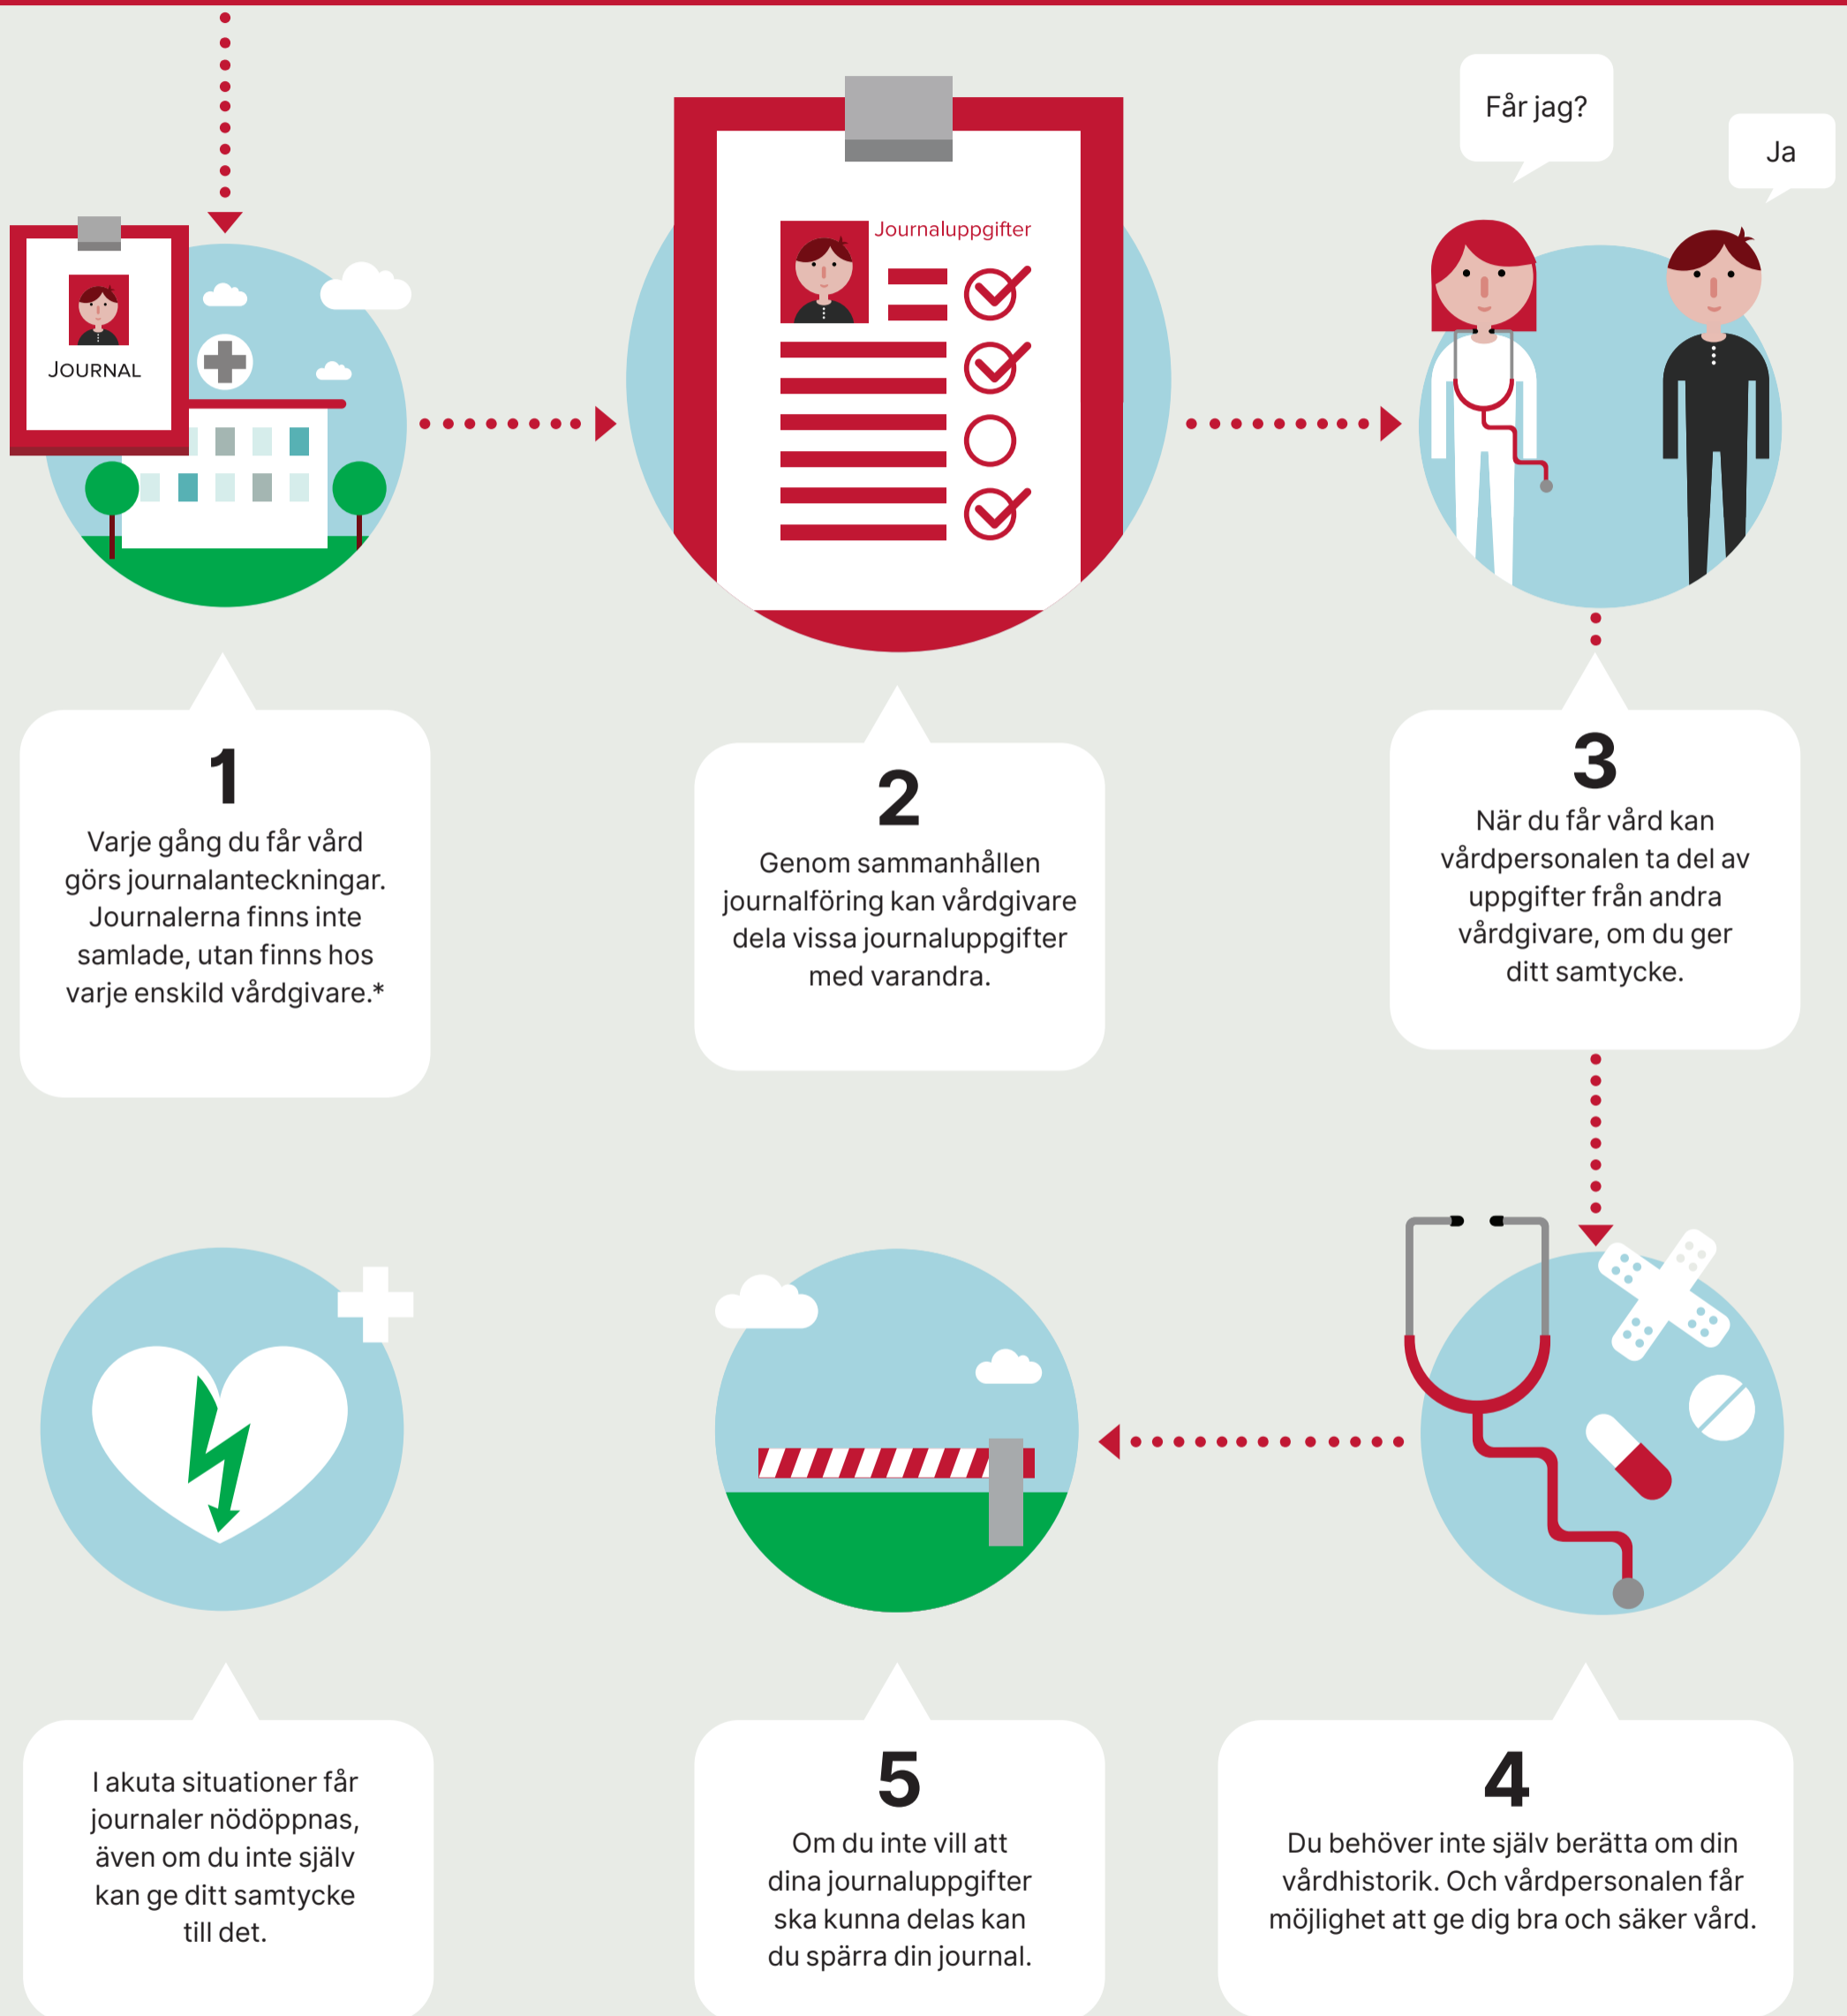 Får jag?
Ja
JOURNAL
Journaluppgifter
1
Varje gång du får vård
görs journalanteckningar.
Journalerna finns inte
samlade, utan finns hos
varje enskild vårdgivare.*
2
Genom sammanhållen
journalföring kan vårdgivare
dela vissa journaluppgifter
med varandra.
3
När du får vård kan
vårdpersonalen ta del av
uppgifter från andra
vårdgivare, om du ger
ditt samtycke.
4
Du behöver inte själv berätta om din
vårdhistorik. Och vårdpersonalen får
möjlighet att ge dig bra och säker vård.
5
Om du inte vill att
dina journaluppgifter
ska kunna delas kan
du spärra din journal.
I akuta situationer får
journaler nödöppnas,
även om du inte själv
kan ge ditt samtycke
till det.